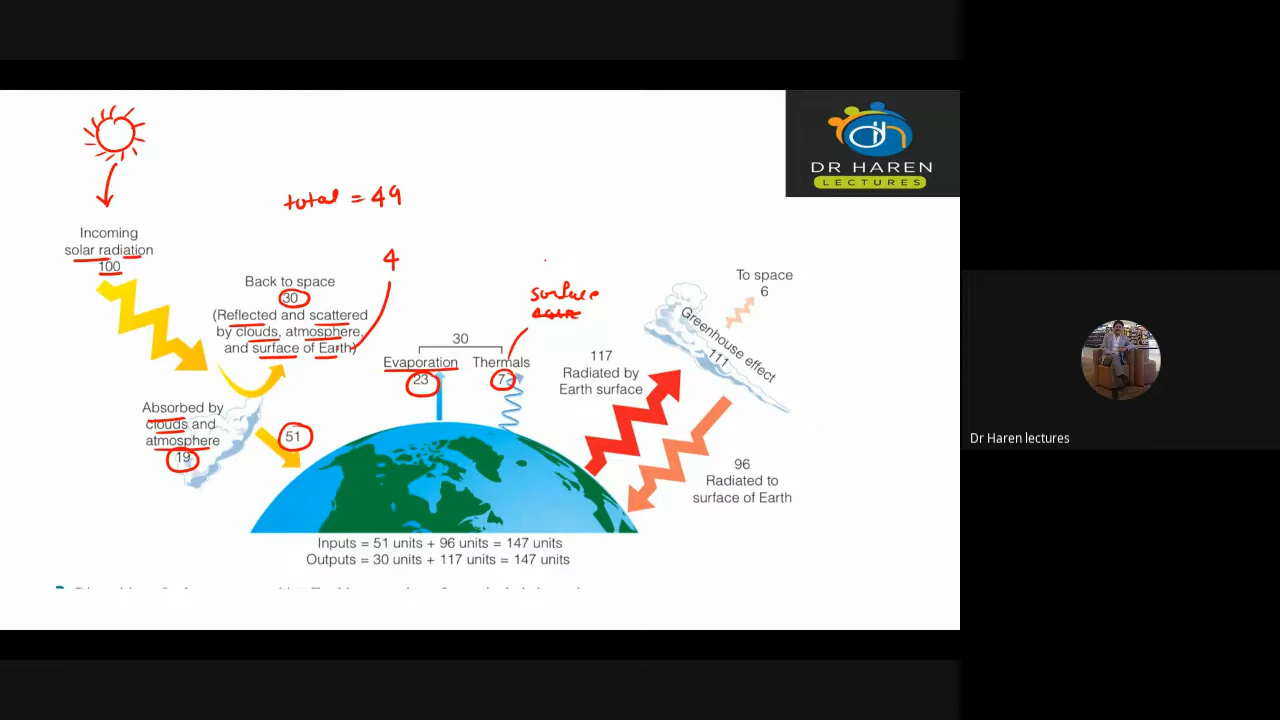 DR HAREN
LECTURES
total = 49
Incoming
solar radiation
100
4
Back to space
30
(Reflected and scattered
by clouds, atmosphere,
and surface of Earth)
surface
30
Evaporation
23
Thermals
7
To space
6
Greenhouse effect
111
117
Radiated by
Earth surface
Absorbed by
clouds and
atmosphere
19
51
96
Radiated to
surface of Earth
Inputs = 51 units + 96 units = 147 units
Outputs = 30 units + 117 units = 147 units
Dr Haren lectures